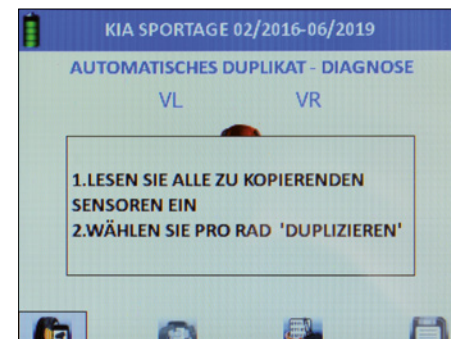 KIA SPORTAGE 02/2016-06/2019
AUTOMATISCHES DUPLIKAT - DIAGNOSE
VL VR
1.LESEN SIE ALLE ZU KOPIERENDEN
SENSOREN EIN
2.WÄHLEN SIE PRO RAD 'DUPLIZIEREN'